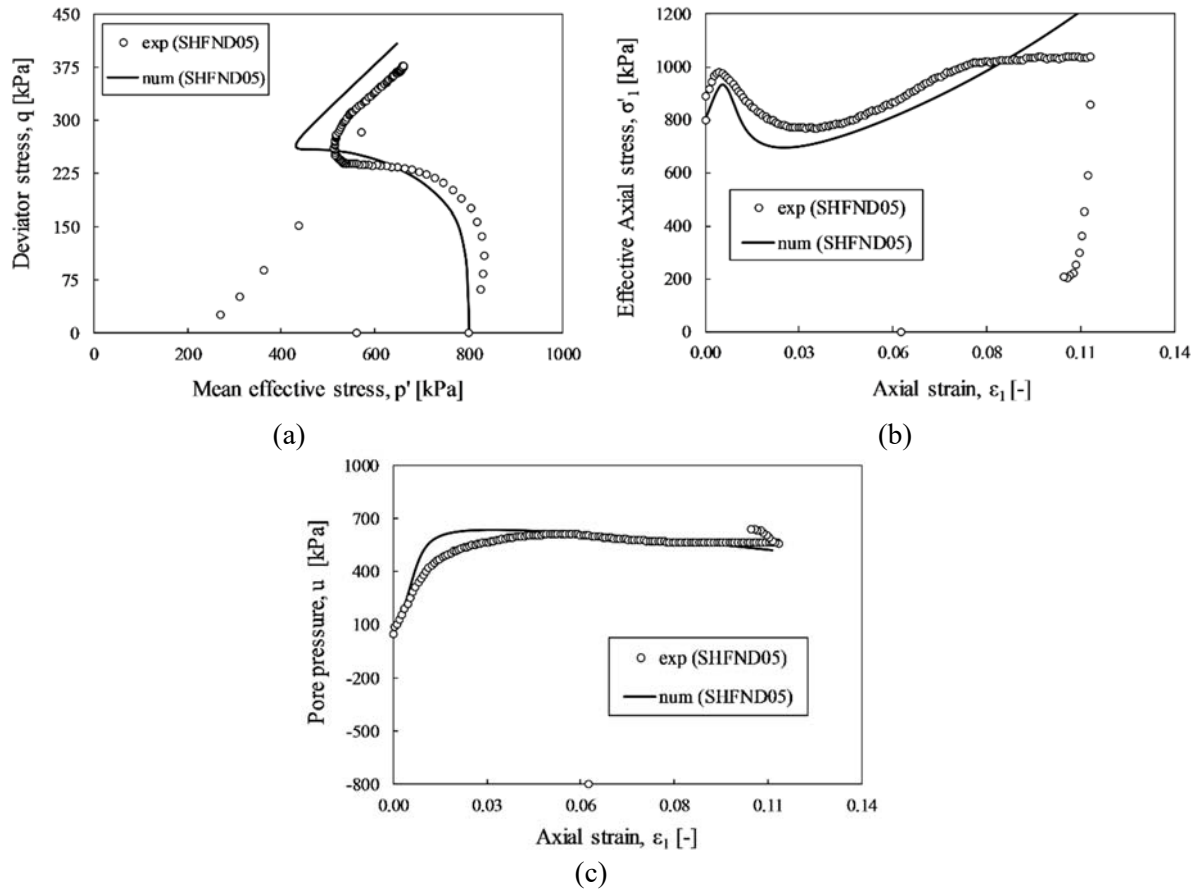 450
375
300
225
150
75
0
Deviator stress, q [kPa]
exp (SHFND05)
num (SHFND05)
0 200 400 600 800 1000
Mean effective stress, p' [kPa]
(a)
1200
1000
800
600
400
200
0
Effective Axial stress, σ'1 [kPa]
exp (SHFND05)
num (SHFND05)
0.00 0.03 0.06 0.08 0.11 0.14
Axial strain, ε1 [-]
(b)
1000
700
400
100
-200
-500
-800
Pore pressure, u [kPa]
exp (SHFND05)
num (SHFND05)
0.00 0.03 0.06 0.08 0.11 0.14
Axial strain, ε1 [-]
(c)